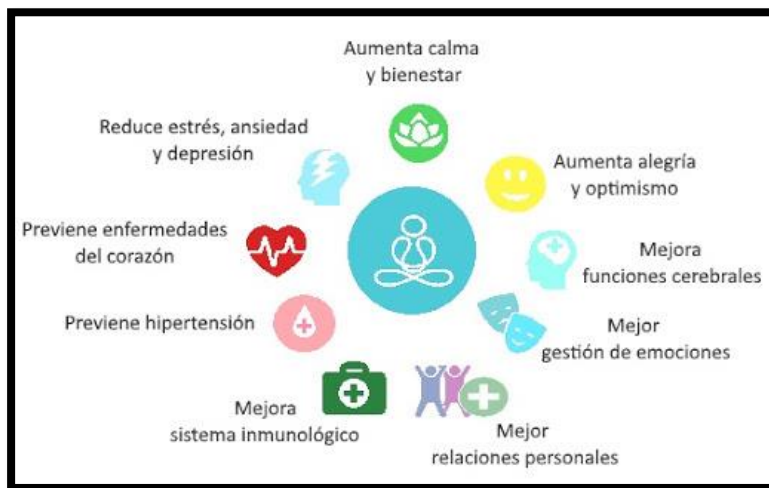 Aumenta calma
y bienestar
Aumenta alegría
y optimismo
Mejora
funciones cerebrales
Mejor
gestión de emociones
Mejor
relaciones personales
Mejora
sistema inmunológico
Previene hipertensión
Previene enfermedades
del corazón
Reduce estrés, ansiedad
y depresión